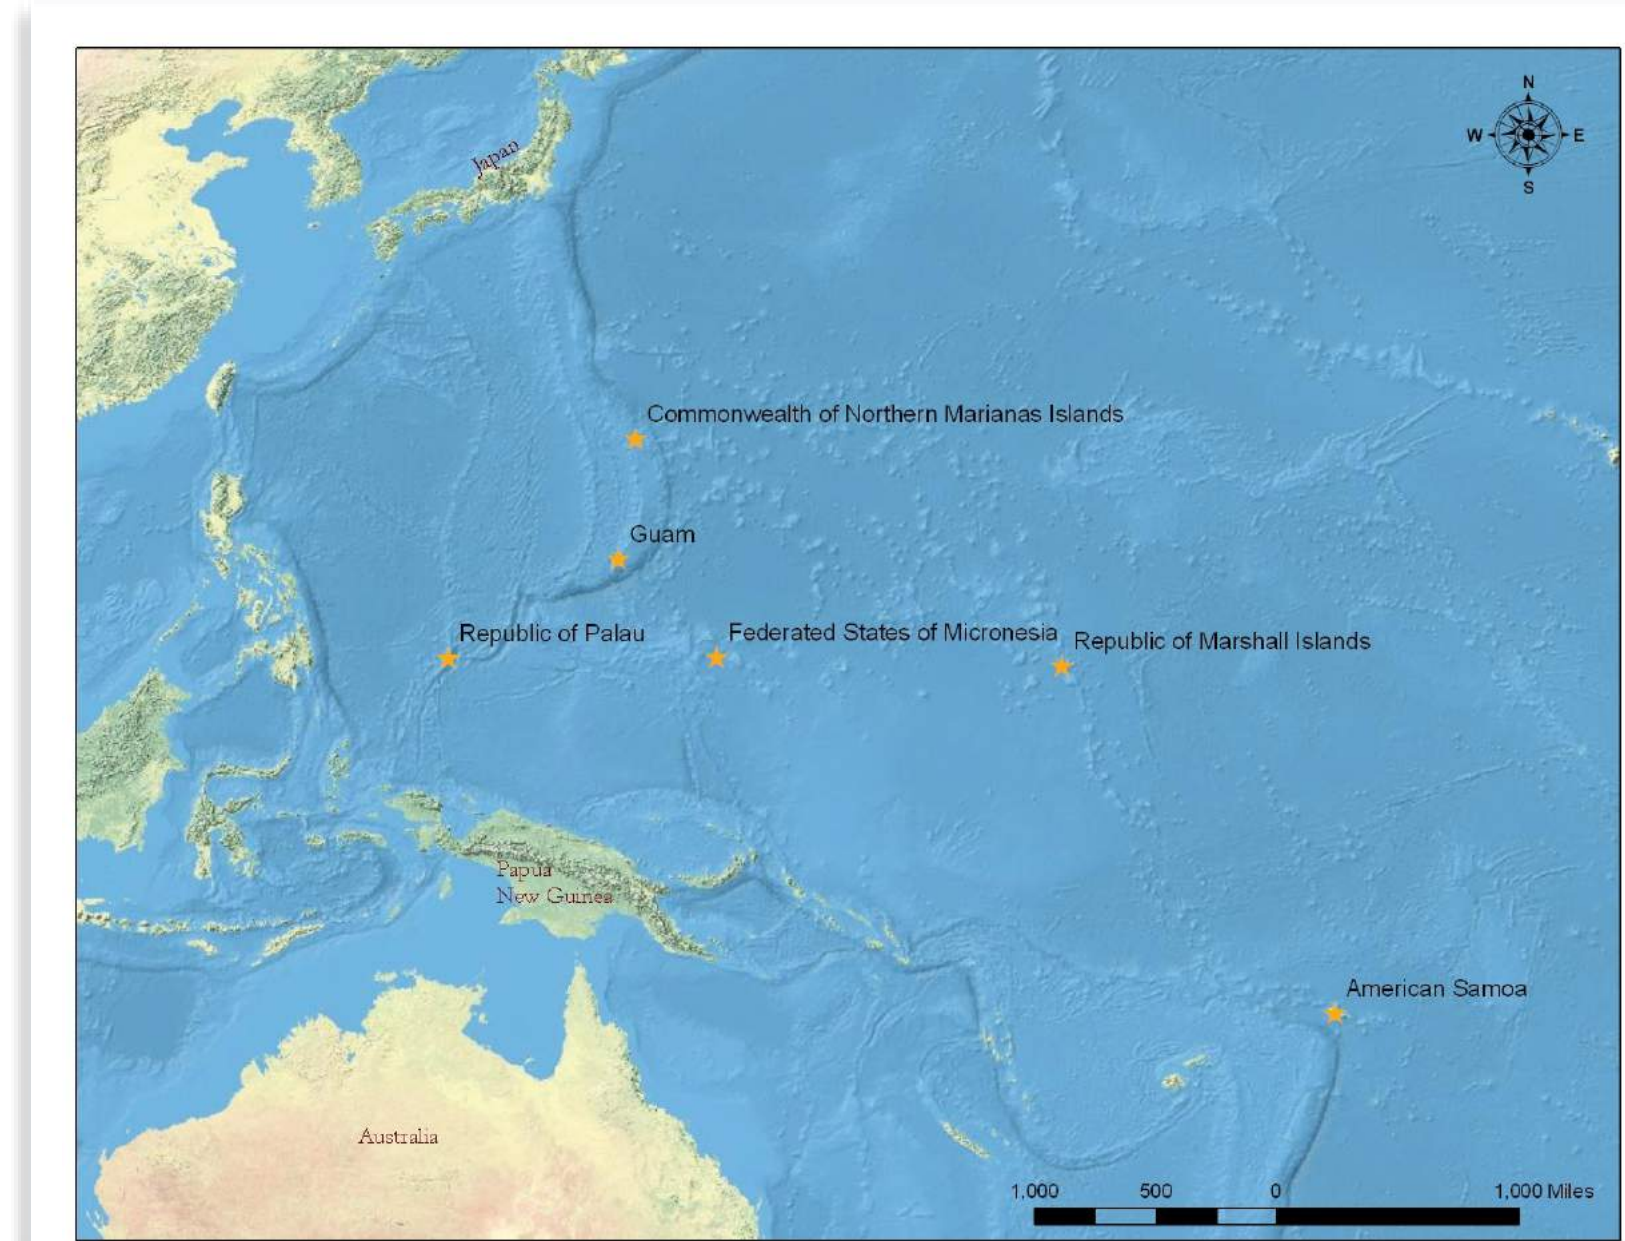 N
W E
S
Japan
Commonwealth of Northern Marianas Islands
Guam
Republic of Palau
Federated States of Micronesia
Republic of Marshall Islands
Papua
New Guinea
American Samoa
Australia
1,000 500 0 1,000 Miles